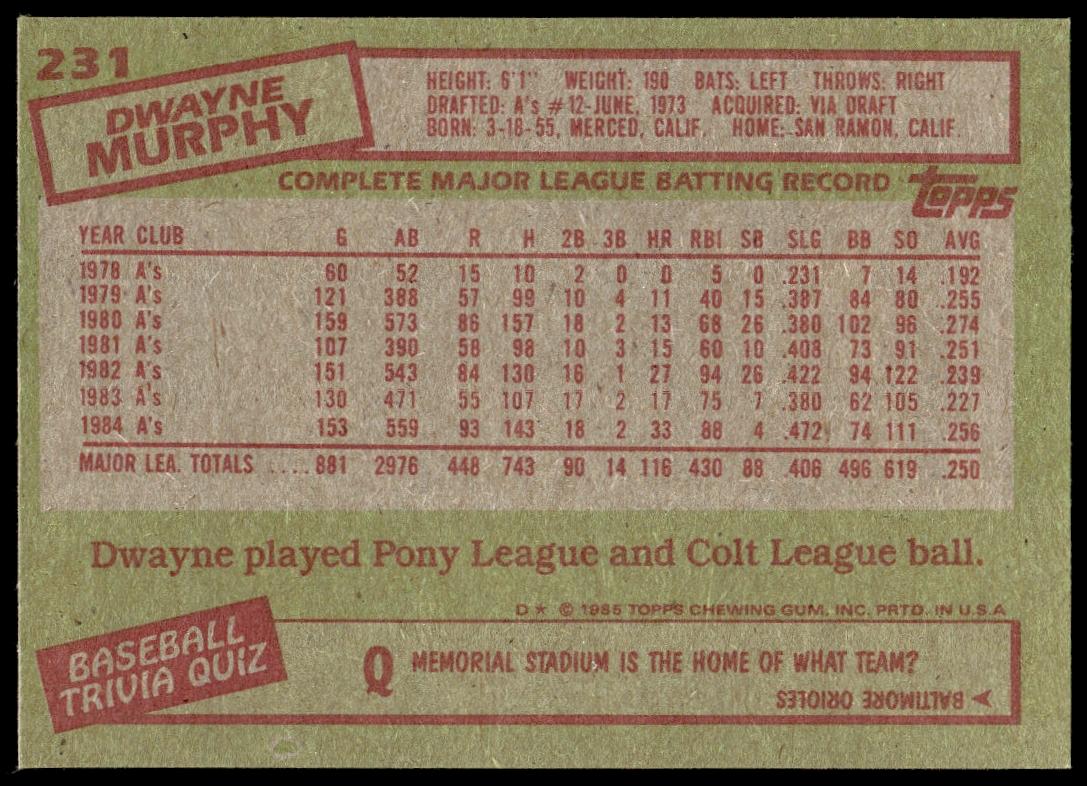 231
DWAYNE
MURPHY
HEIGHT: 6'1" WEIGHT: 190 BATS: LEFT THROWS: RIGHT
DRAFTED: A's #12-JUNE, 1973 ACQUIRED: VIA DRAFT
BORN: 3-18-55, MERCED, CALIF. HOME: SAN RAMON, CALIF.
COMPLETE MAJOR LEAGUE BATTING RECORD topps
YEAR CLUB G AB R H 2B 3B HR RBI SB SLG BB SO AVG
1978 A's 60 52 15 10 2 0 0 5 0 .231 7 14 .192
1979 A's 121 388 57 99 10 4 11 40 15 .387 84 80 .255
1980 A's 159 573 86 157 18 2 13 68 26 .380 102 96 .274
1981 A's 107 390 58 98 10 3 15 60 10 .408 73 91 .251
1982 A's 151 543 84 130 16 1 27 94 26 .422 94 122 .239
1983 A's 130 471 55 107 17 2 17 75 7 .380 62 105 .227
1984 A's 153 559 93 143 18 2 33 88 4 .472 74 111 .256
MAJOR LEA. TOTALS .... 881 2976 448 743 90 14 116 430 88 .406 496 619 .250
Dwayne played Pony League and Colt League ball.
D★ © 1985 TOPPS CHEWING GUM, INC. PRTD. IN U.S.A
BASEBALL
TRIVIA QUIZ
Q MEMORIAL STADIUM IS THE HOME OF WHAT TEAM?
BALTIMORE ORIOLES